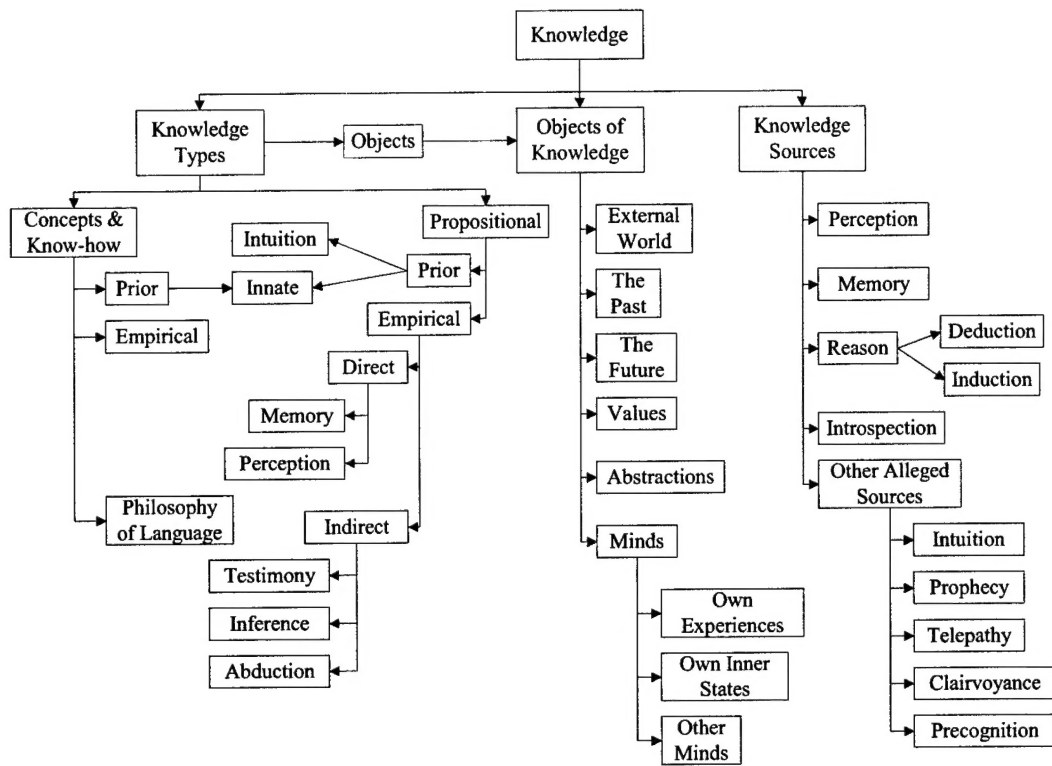 Knowledge
Knowledge
Types
Objects
Objects of
Knowledge
Knowledge
Sources
Concepts &
Know-how
Prior
Innate
Empirical
Philosophy
of Language
Propositional
Intuition
Prior
Empirical
Direct
Memory
Perception
Indirect
Testimony
Inference
Abduction
External
World
The
Past
The
Future
Values
Abstractions
Minds
Own
Experiences
Own Inner
States
Other
Minds
Perception
Memory
Reason
Deduction
Induction
Introspection
Other Alleged
Sources
Intuition
Prophecy
Telepathy
Clairvoyance
Precognition